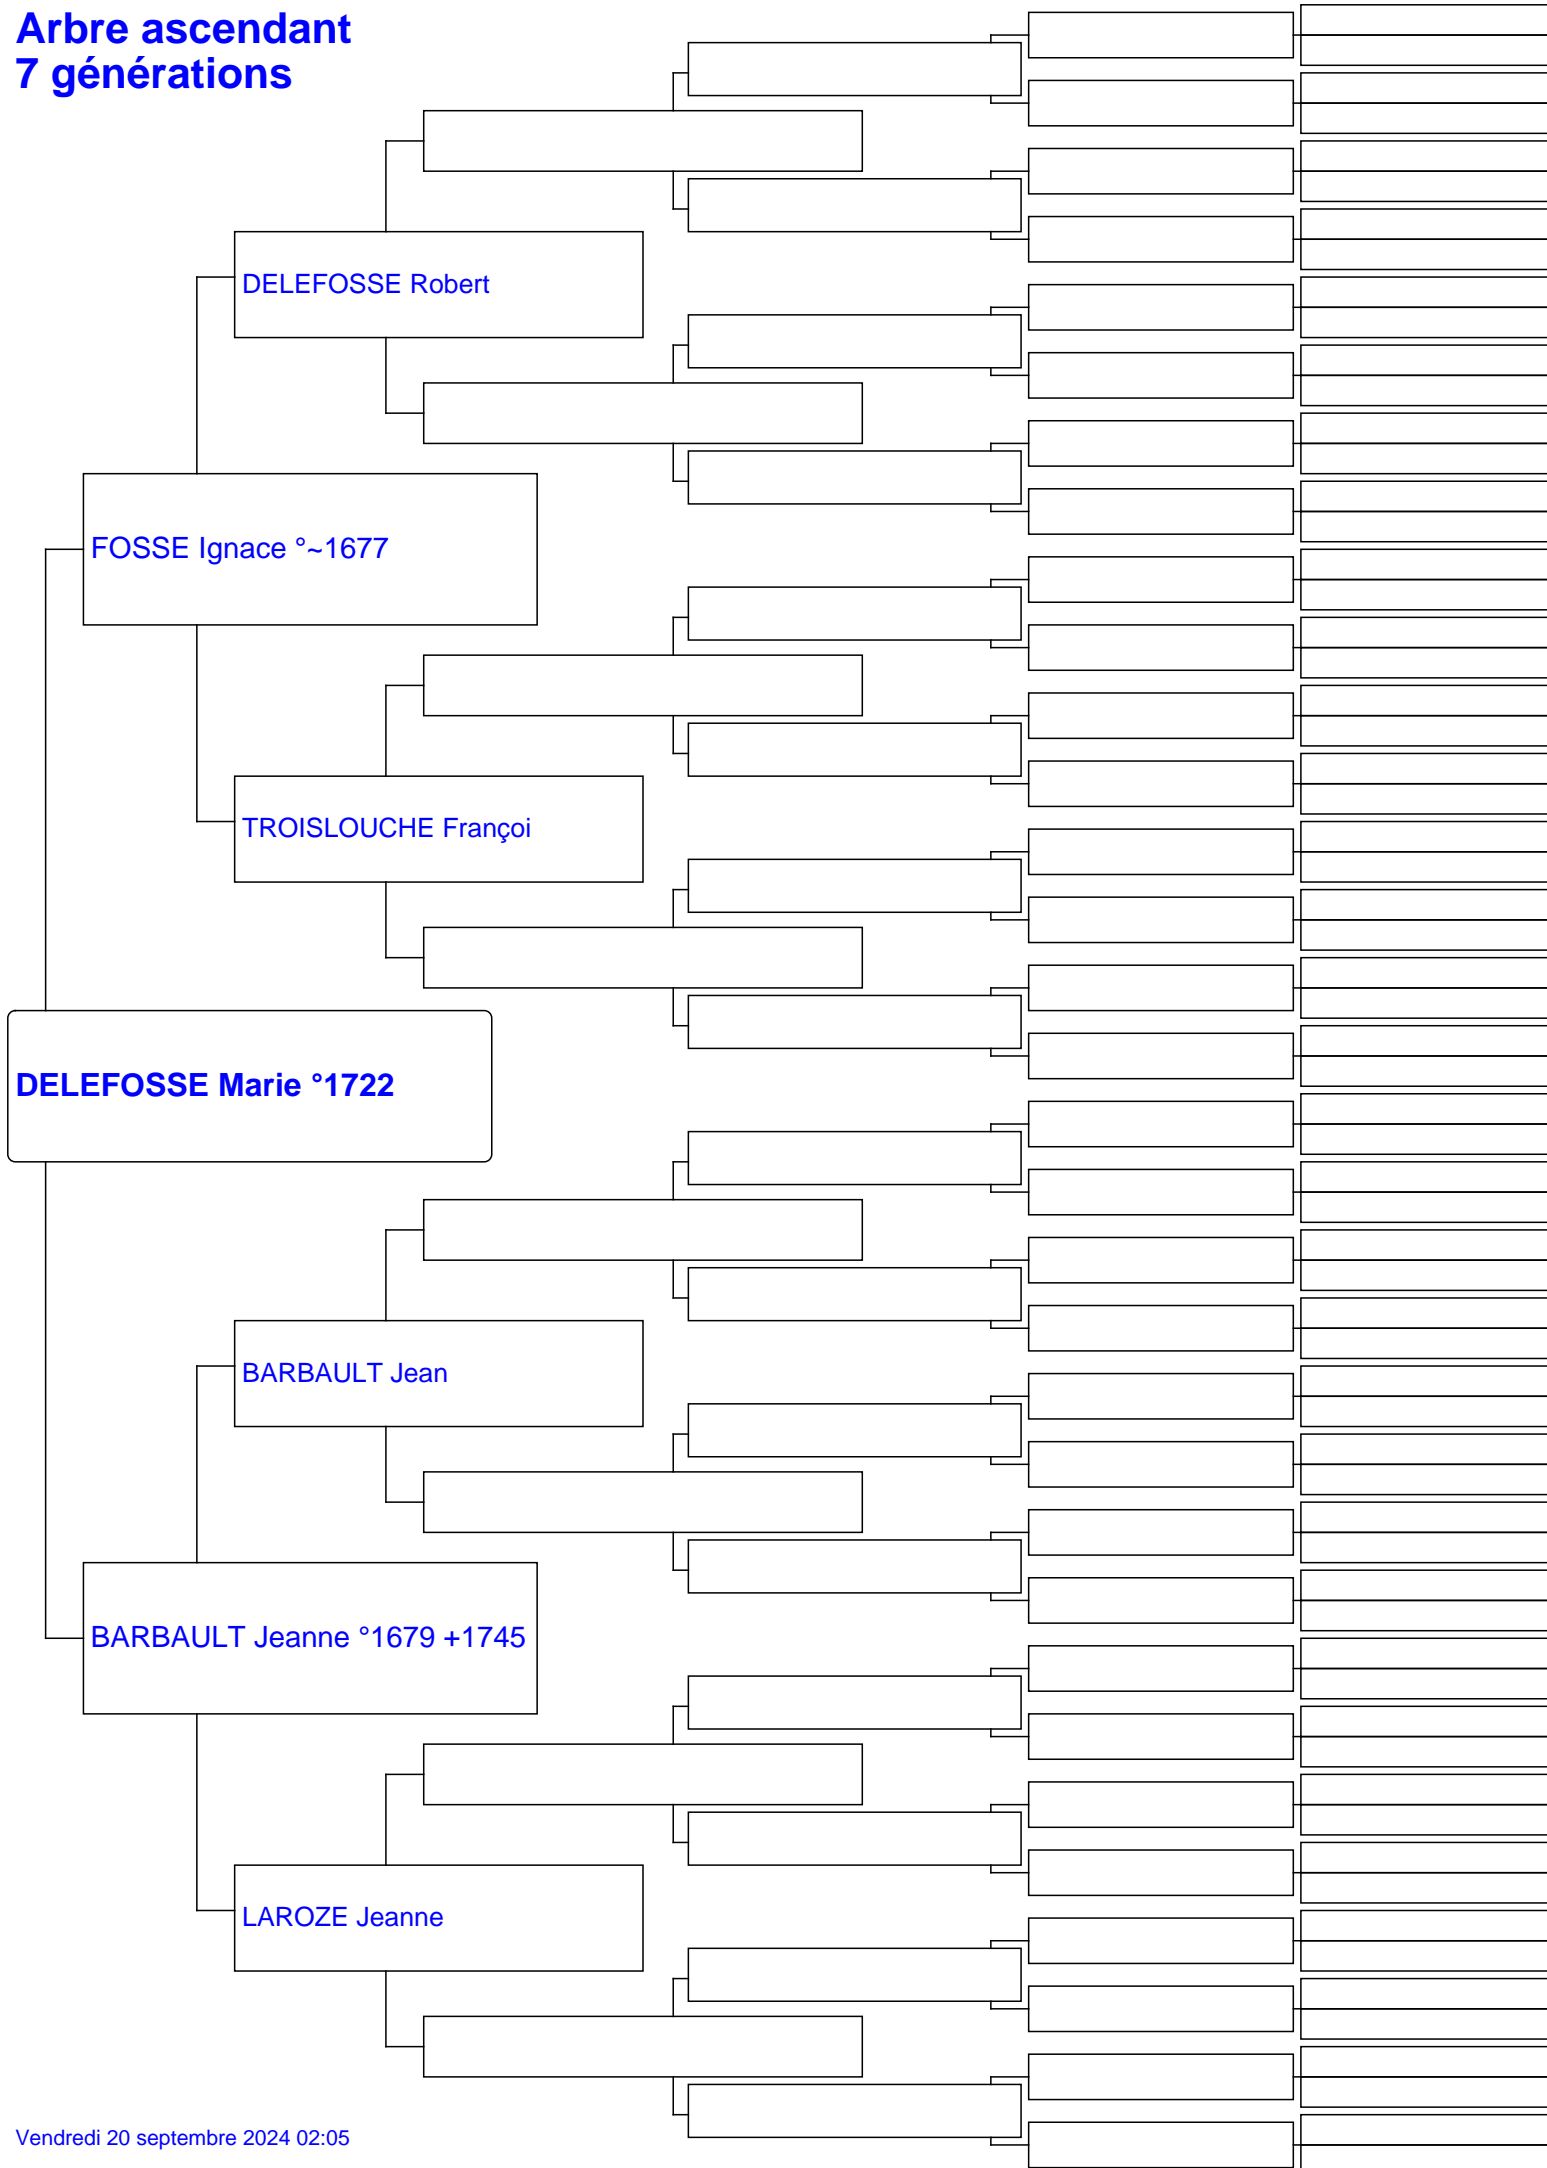 Arbre ascendant
7 générations
DELEFOSSE Robert
FOSSE Ignace °~1677
TROISLOUCHE Françoi
DELEFOSSE Marie °1722
BARBAULT Jean
BARBAULT Jeanne °1679 +1745
LAROZE Jeanne
Vendredi 20 septembre 2024 02:05